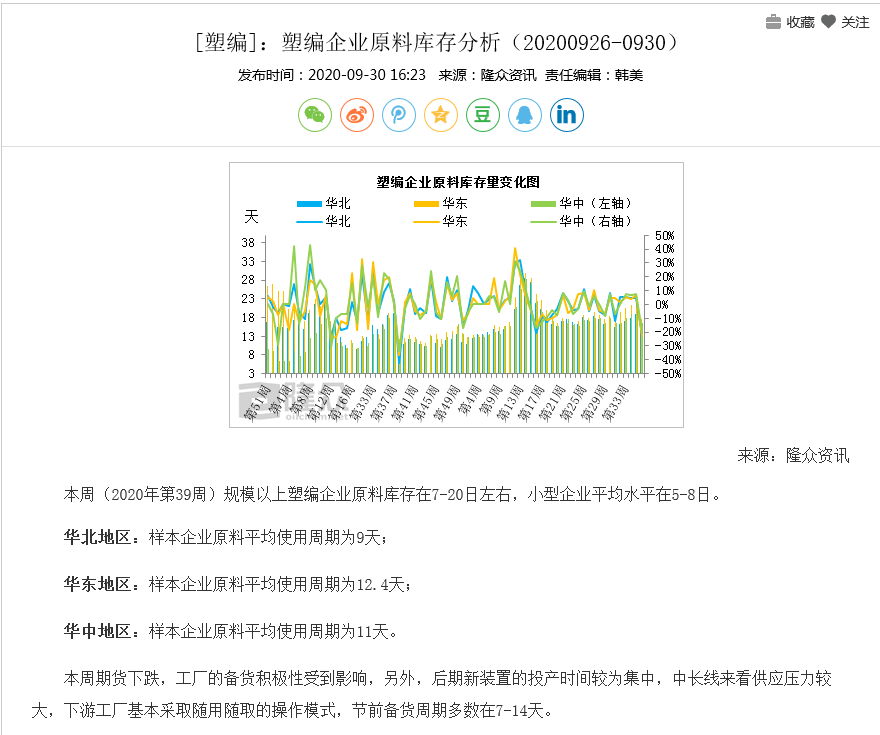 收藏 关注
[塑编]：塑编企业原料库存分析（20200926-0930）
发布时间：2020-09-30 16:23 来源：隆众资讯 责任编辑：韩美
塑编企业原料库存量变化图
天
华北 华东 华中（左轴）
华北 华东 华中（右轴）
38
33
28
23
18
13
8
3
50%
40%
30%
20%
10%
0%
-10%
-20%
-30%
-40%
-50%
第51周 第4周 第8周 第12周 第16周 第33周 第37周 第41周 第45周 第49周 第4周 第9周 第13周 第17周 第21周 第25周 第29周 第33周
隆众
来源：隆众资讯
本周（2020年第39周）规模以上塑编企业原料库存在7-20日左右，小型企业平均水平在5-8日。
华北地区：样本企业原料平均使用周期为9天；
华东地区：样本企业原料平均使用周期为12.4天；
华中地区：样本企业原料平均使用周期为11天。
本周期货下跌，工厂的备货积极性受到影响，另外，后期新装置的投产时间较为集中，中长线来看供应压力较
大，下游工厂基本采取随用随取的操作模式，节前备货周期多数在7-14天。